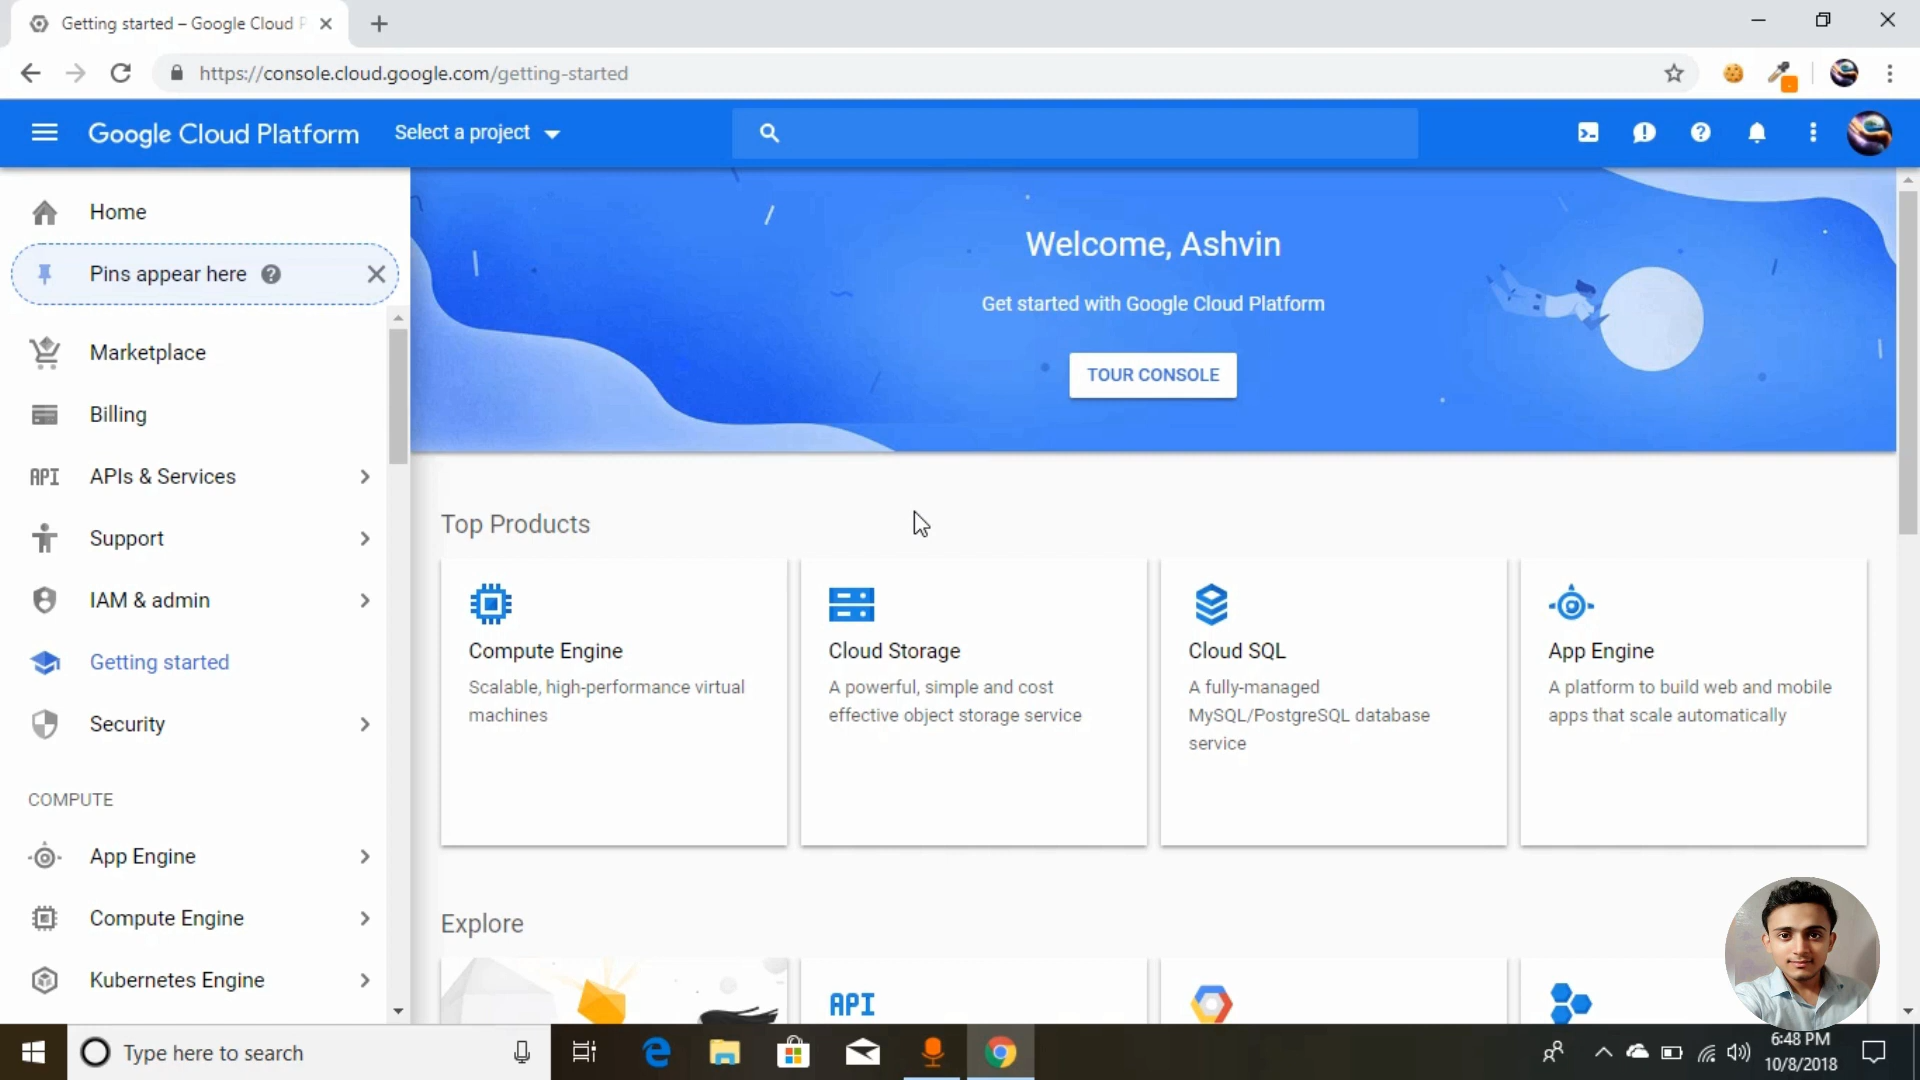 Getting started – Google Cloud P
https://console.cloud.google.com/getting-started
Google Cloud Platform
Select a project
Home
Pins appear here
Marketplace
Billing
API
APIs & Services
Support
IAM & admin
Getting started
Security
COMPUTE
App Engine
Compute Engine
Kubernetes Engine
Welcome, Ashvin
Get started with Google Cloud Platform
TOUR CONSOLE
Top Products
Compute Engine
Scalable, high-performance virtual
machines
Cloud Storage
A powerful, simple and cost
effective object storage service
Cloud SQL
A fully-managed
MySQL/PostgreSQL database
service
App Engine
A platform to build web and mobile
apps that scale automatically
Explore
API
Type here to search
6:48 PM
10/8/2018